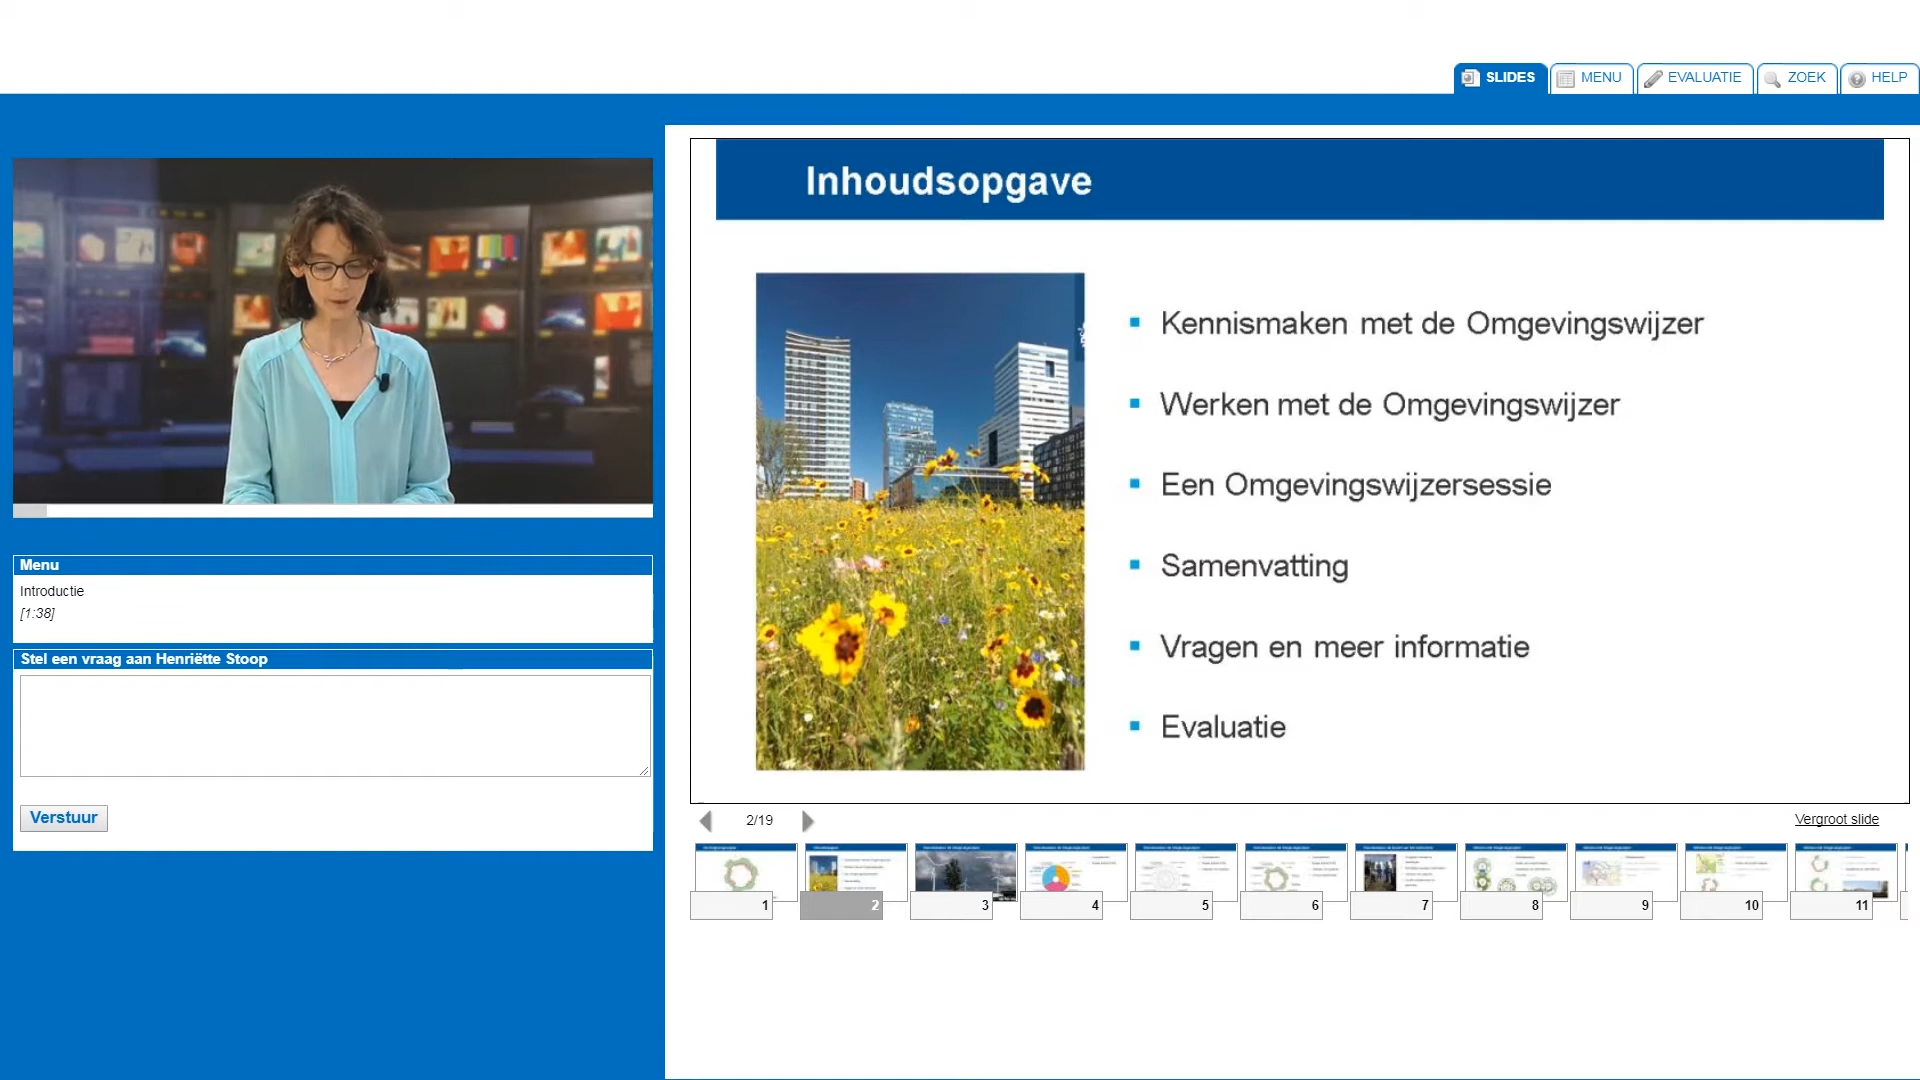 SLIDES
MENU
EVALUATIE
ZOEK
HELP
Inhoudsopgave
Kennismaken met de Omgevingswijzer
Werken met de Omgevingswijzer
Een Omgevingswijzersessie
Samenvatting
Vragen en meer informatie
Evaluatie
Menu
Introductie
[1:38]
Stel een vraag aan Henriëtte Stoop
Verstuur
2/19
Vergroot slide
1
2
3
4
5
6
7
8
9
10
11